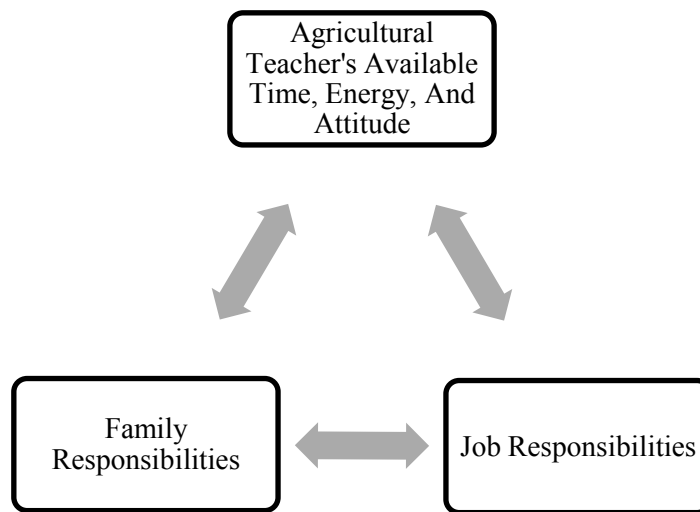 Agricultural
Teacher's Available
Time, Energy, And
Attitude
Family
Responsibilities
Job Responsibilities